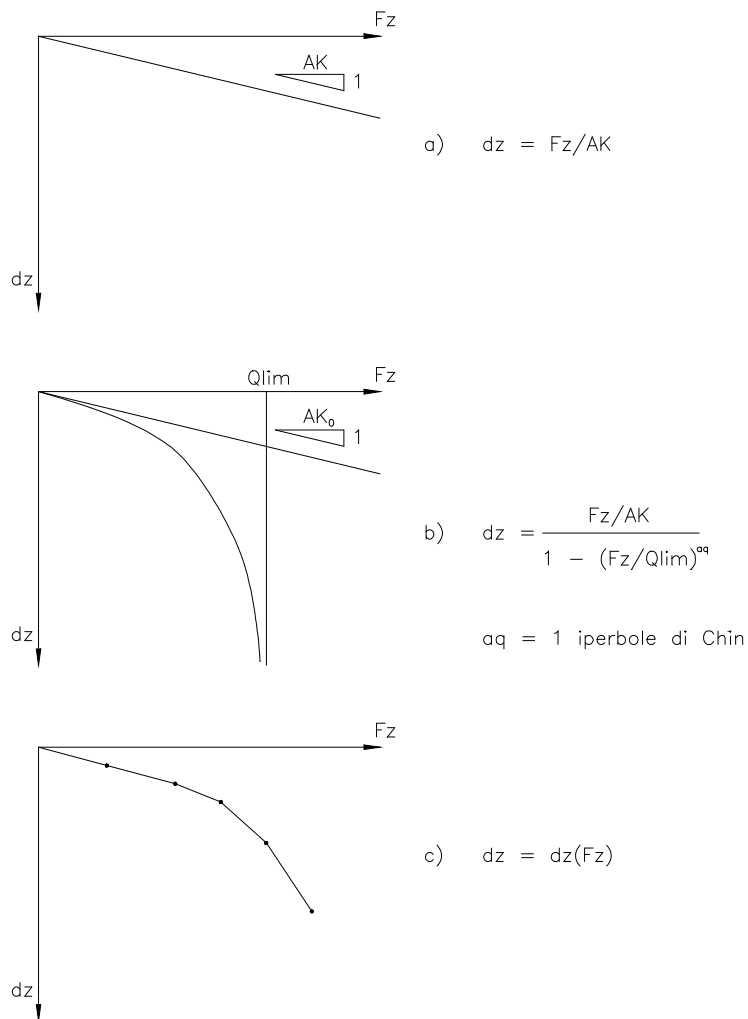 Fz
AK
1
a) dz = Fz/AK
dz
Qlim
Fz
AK₀
1
b) dz = Fz/AK
1 − (Fz/Qlim)^aq
dz
aq = 1 iperbole di Chin
Fz
c) dz = dz(Fz)
dz